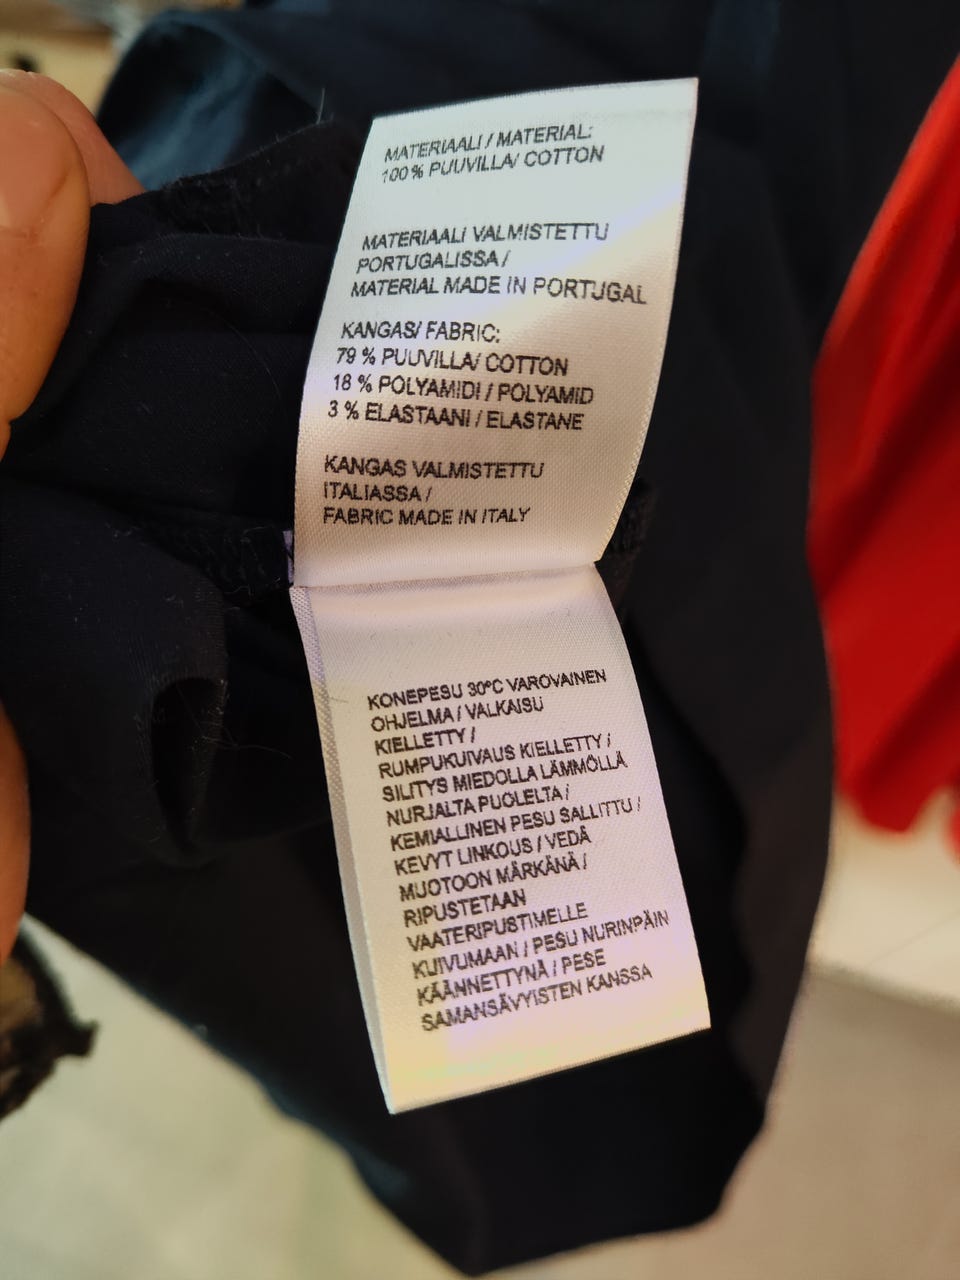 MATERIAALI / MATERIAL:
100% PUUVILLA/ COTTON
MATERIAALI VALMISTETTU
PORTUGALISSA /
MATERIAL MADE IN PORTUGAL
KANGAS/ FABRIC:
79 % PUUVILLA/ COTTON
18 % POLYAMIDI / POLYAMID
3 % ELASTAANI / ELASTANE
KANGAS VALMISTETTU
ITALIASSA /
FABRIC MADE IN ITALY
KONEPESU 30ºC VAROVAINEN
OHJELMA / VALKAISU
KIELLETTY /
RUMPUKUIVAUS KIELLETTY /
SILITYS MIEDOLLA LÄMMÖLLÄ
NURJALTA PUOLELTA /
KEMIALLINEN PESU SALLITTU /
KEVYT LINKOUS / VEDÄ
MUOTOON MÄRKÄNÄ /
RIPUSTETAAN
VAATERIPUSTIMELLE
KUIVUMAAN / PESU NURINPÄIN
KÄÄNNETTYNÄ / PESE
SAMANSÄVYISTEN KANSSA